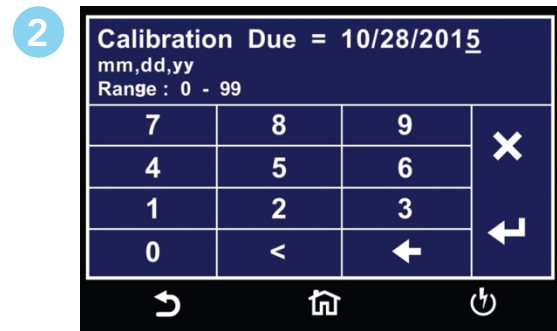 2
Calibration Due = 10/28/2015
mm,dd,yy
Range : 0 - 99
7 8 9
4 5 6
1 2 3
0 <